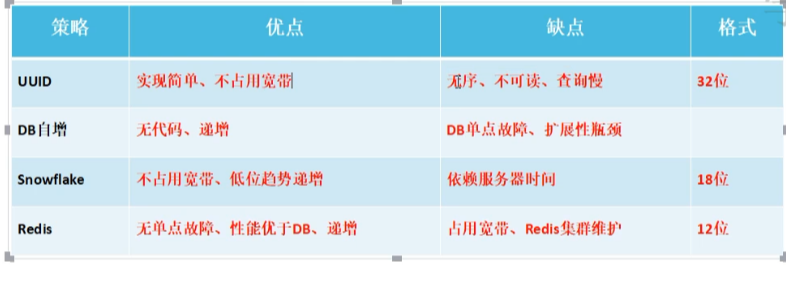 策略 优点 缺点 格式
UUID 实现简单、不占用宽带 无序、不可读、查询慢 32位
DB自增 无代码、递增 DB单点故障、扩展性瓶颈
Snowflake 不占用宽带、低位趋势递增 依赖服务器时间 18位
Redis 无单点故障、性能优于DB、递增 占用宽带、Redis集群维护 12位